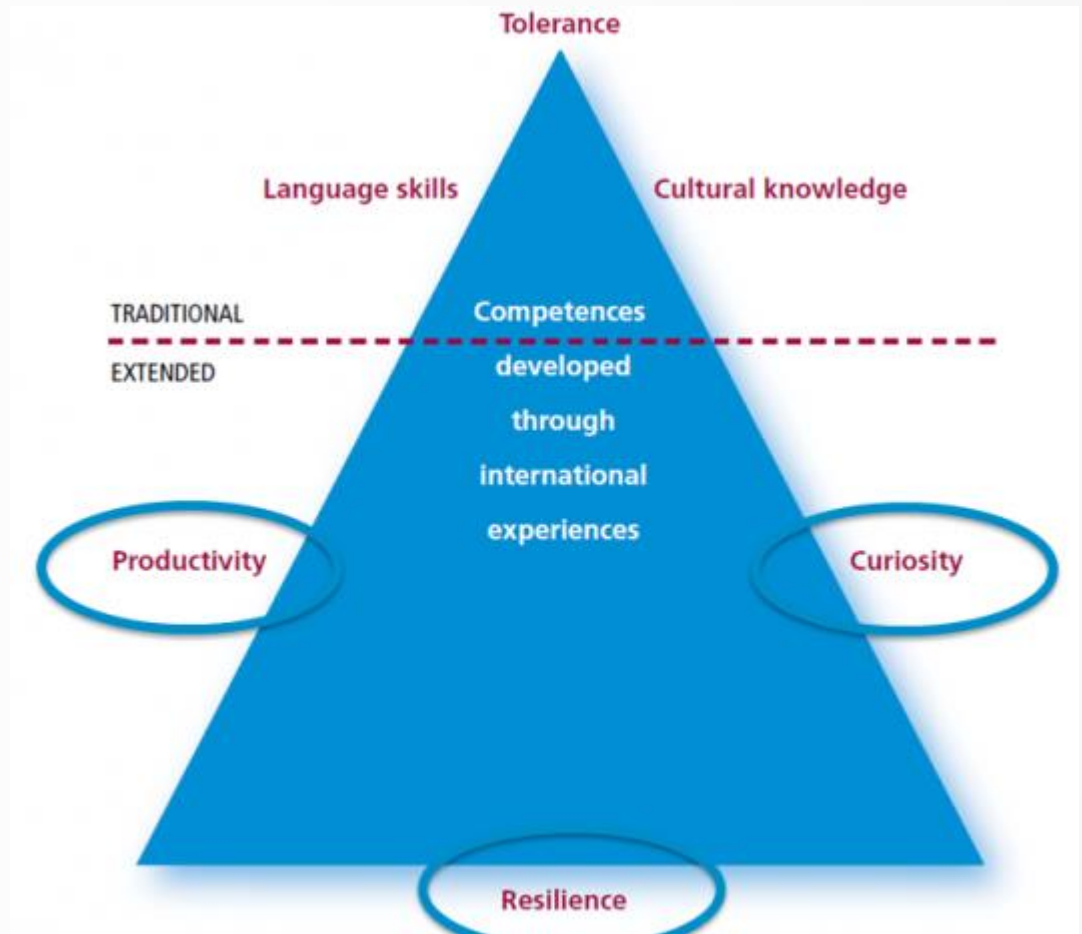 Tolerance
Language skills
Cultural knowledge
TRADITIONAL
Competences
EXTENDED
developed
through
international
experiences
Productivity
Curiosity
Resilience